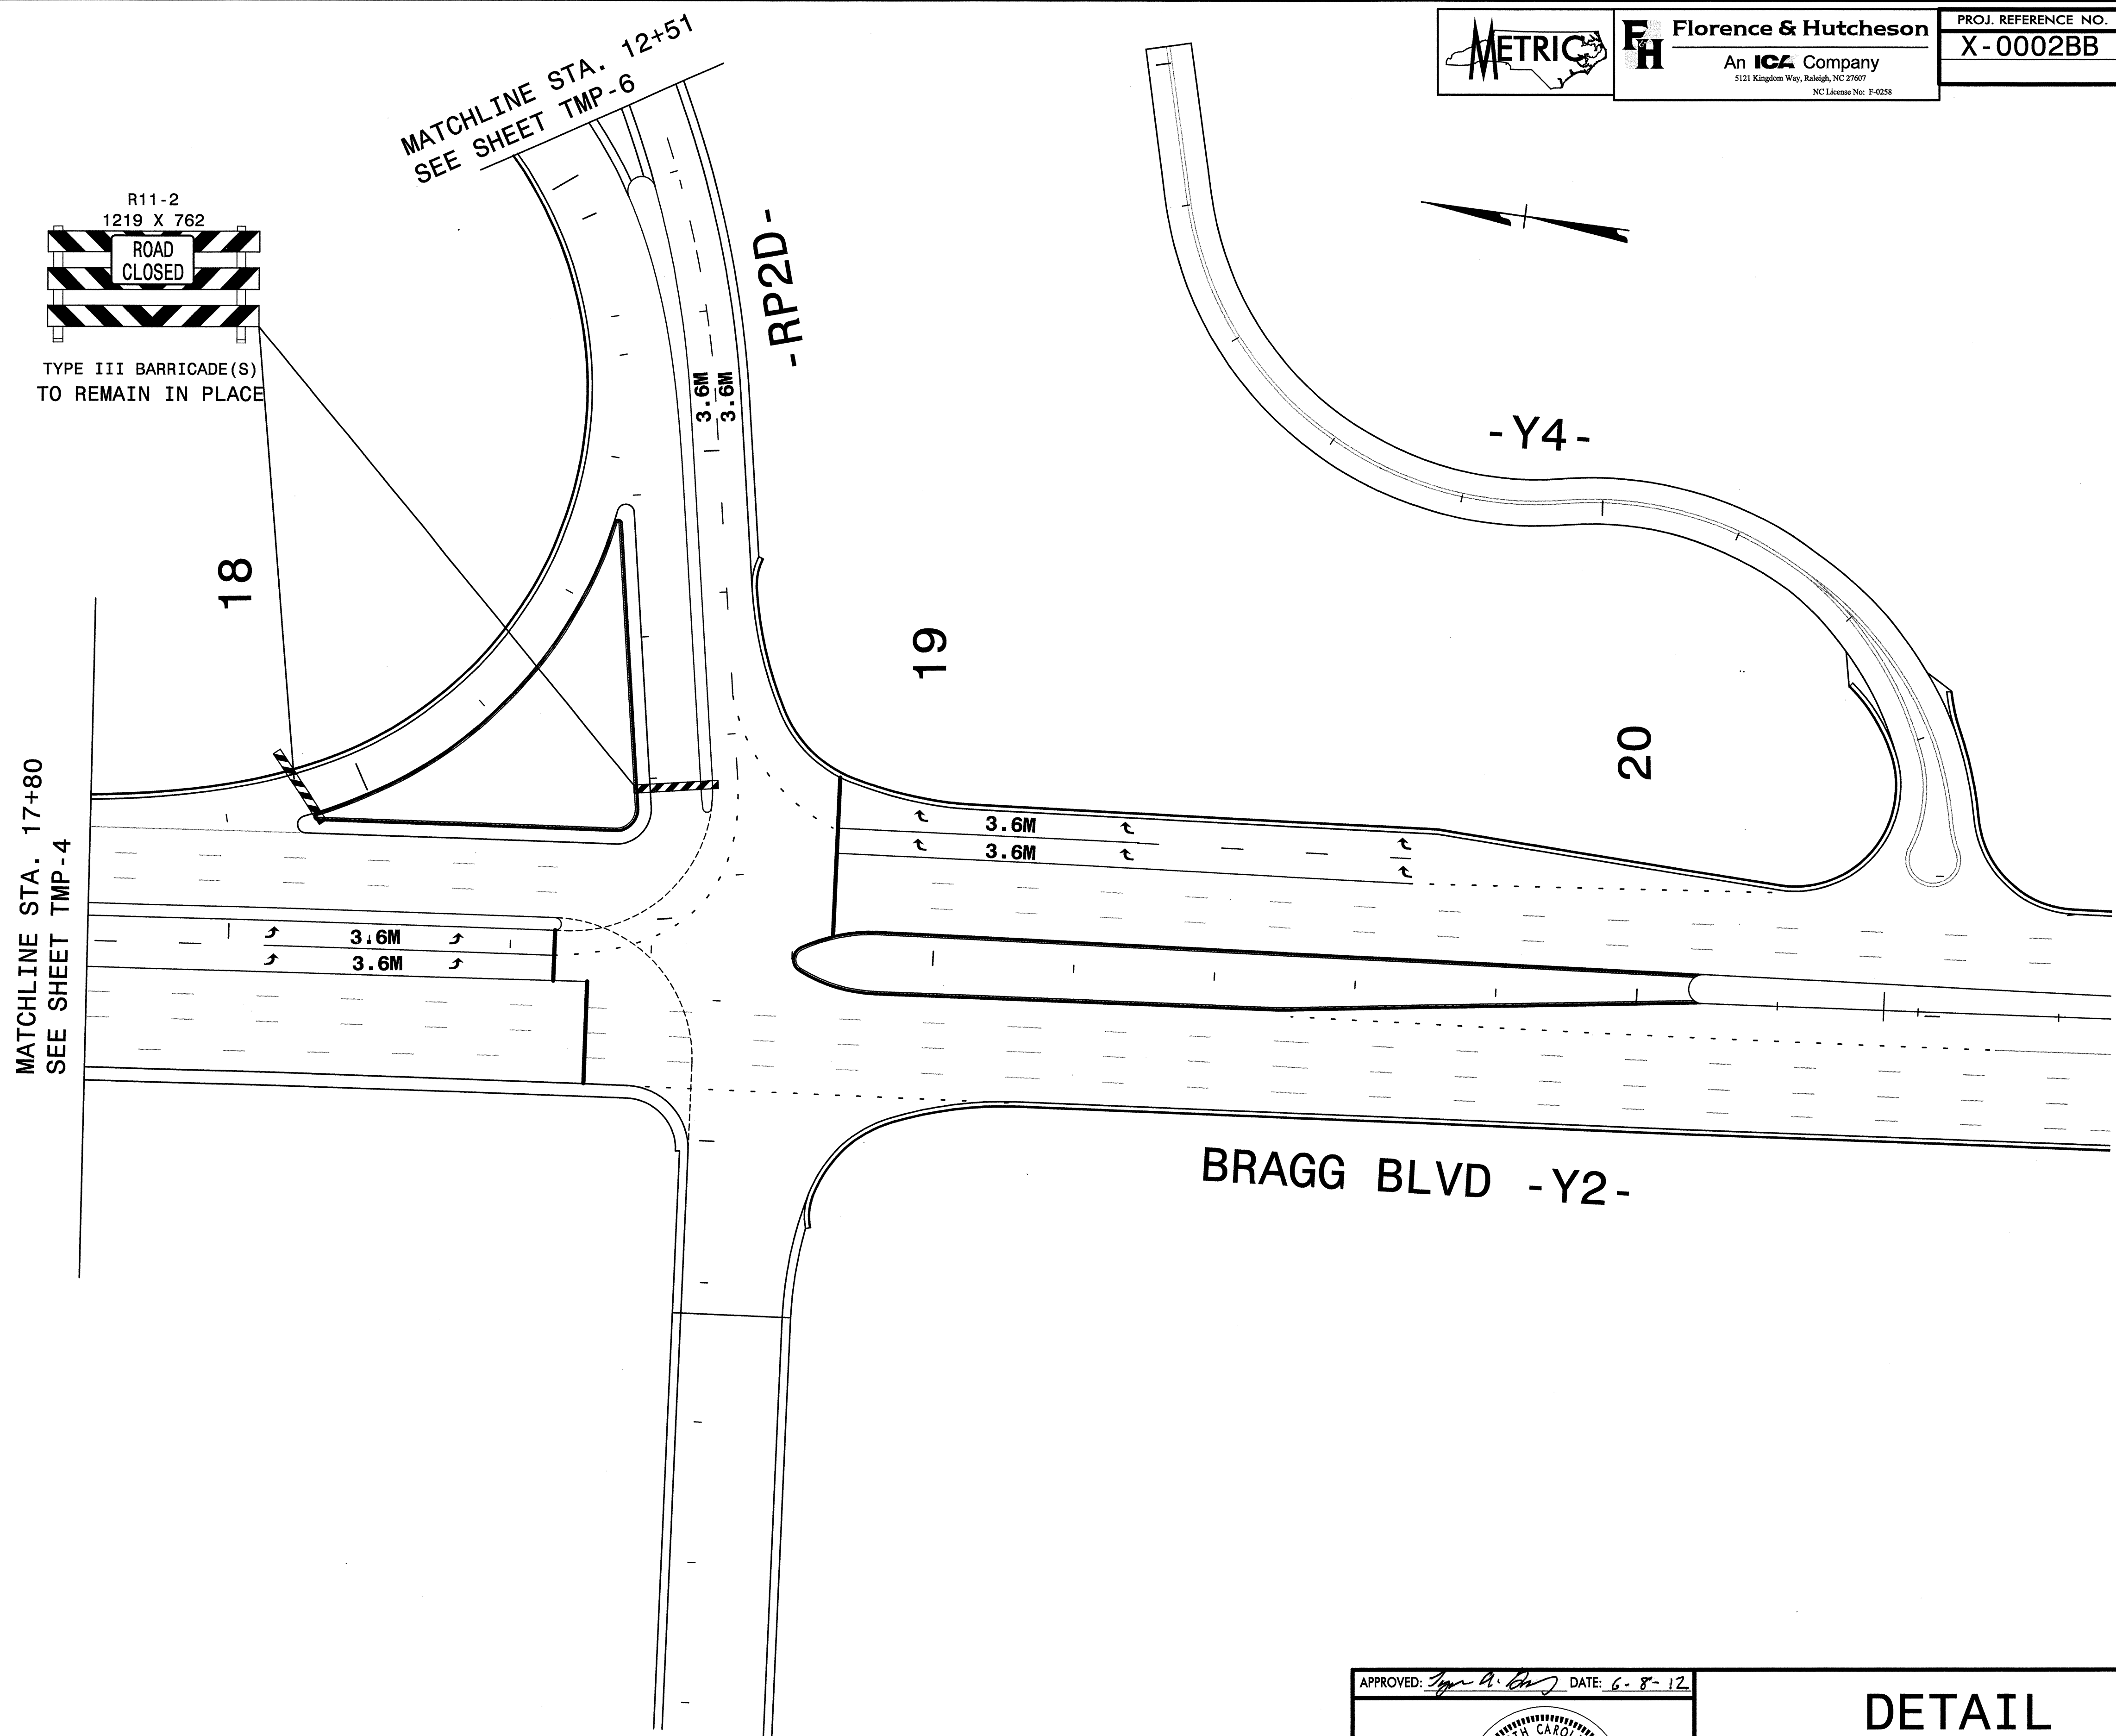 METRIC
F&H
Florence & Hutcheson
An ICA Company
5121 Kingdom Way, Raleigh, NC 27607
NC License No: F-0258
PROJ. REFERENCE NO.
X-0002BB
MATCHLINE STA. 12+51
SEE SHEET TMP-6
R11-2
1219 X 762
ROAD
CLOSED
TYPE III BARRICADE(S)
TO REMAIN IN PLACE
-RP2D-
3.6M
3.6M
-Y4-
18
19
20
MATCHLINE STA. 17+80
SEE SHEET TMP-4
3.6M
3.6M
3.6M
3.6M
BRAGG BLVD -Y2-
APPROVED: DATE: 6-8-12
DETAIL